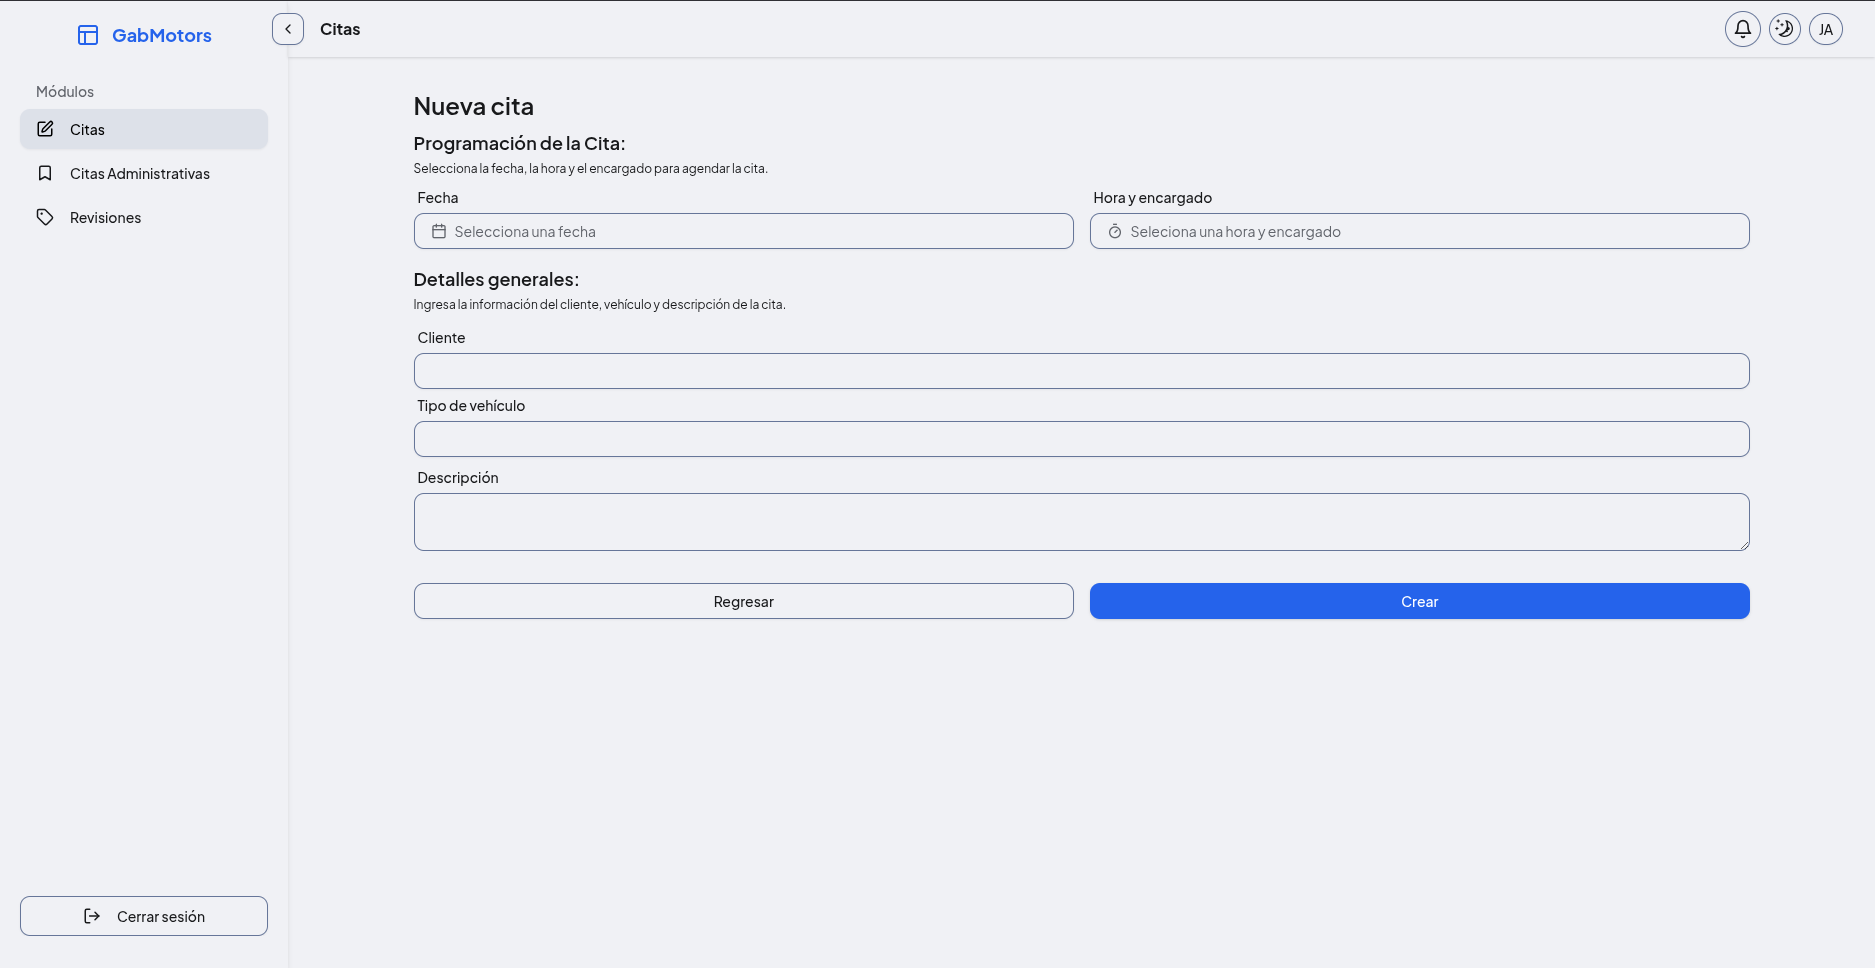 GabMotors
Citas
JA
Módulos
Citas
Citas Administrativas
Revisiones
Nueva cita
Programación de la Cita:
Selecciona la fecha, la hora y el encargado para agendar la cita.
Fecha
Hora y encargado
Selecciona una fecha
Seleciona una hora y encargado
Detalles generales:
Ingresa la información del cliente, vehículo y descripción de la cita.
Cliente
Tipo de vehículo
Descripción
Regresar
Crear
Cerrar sesión